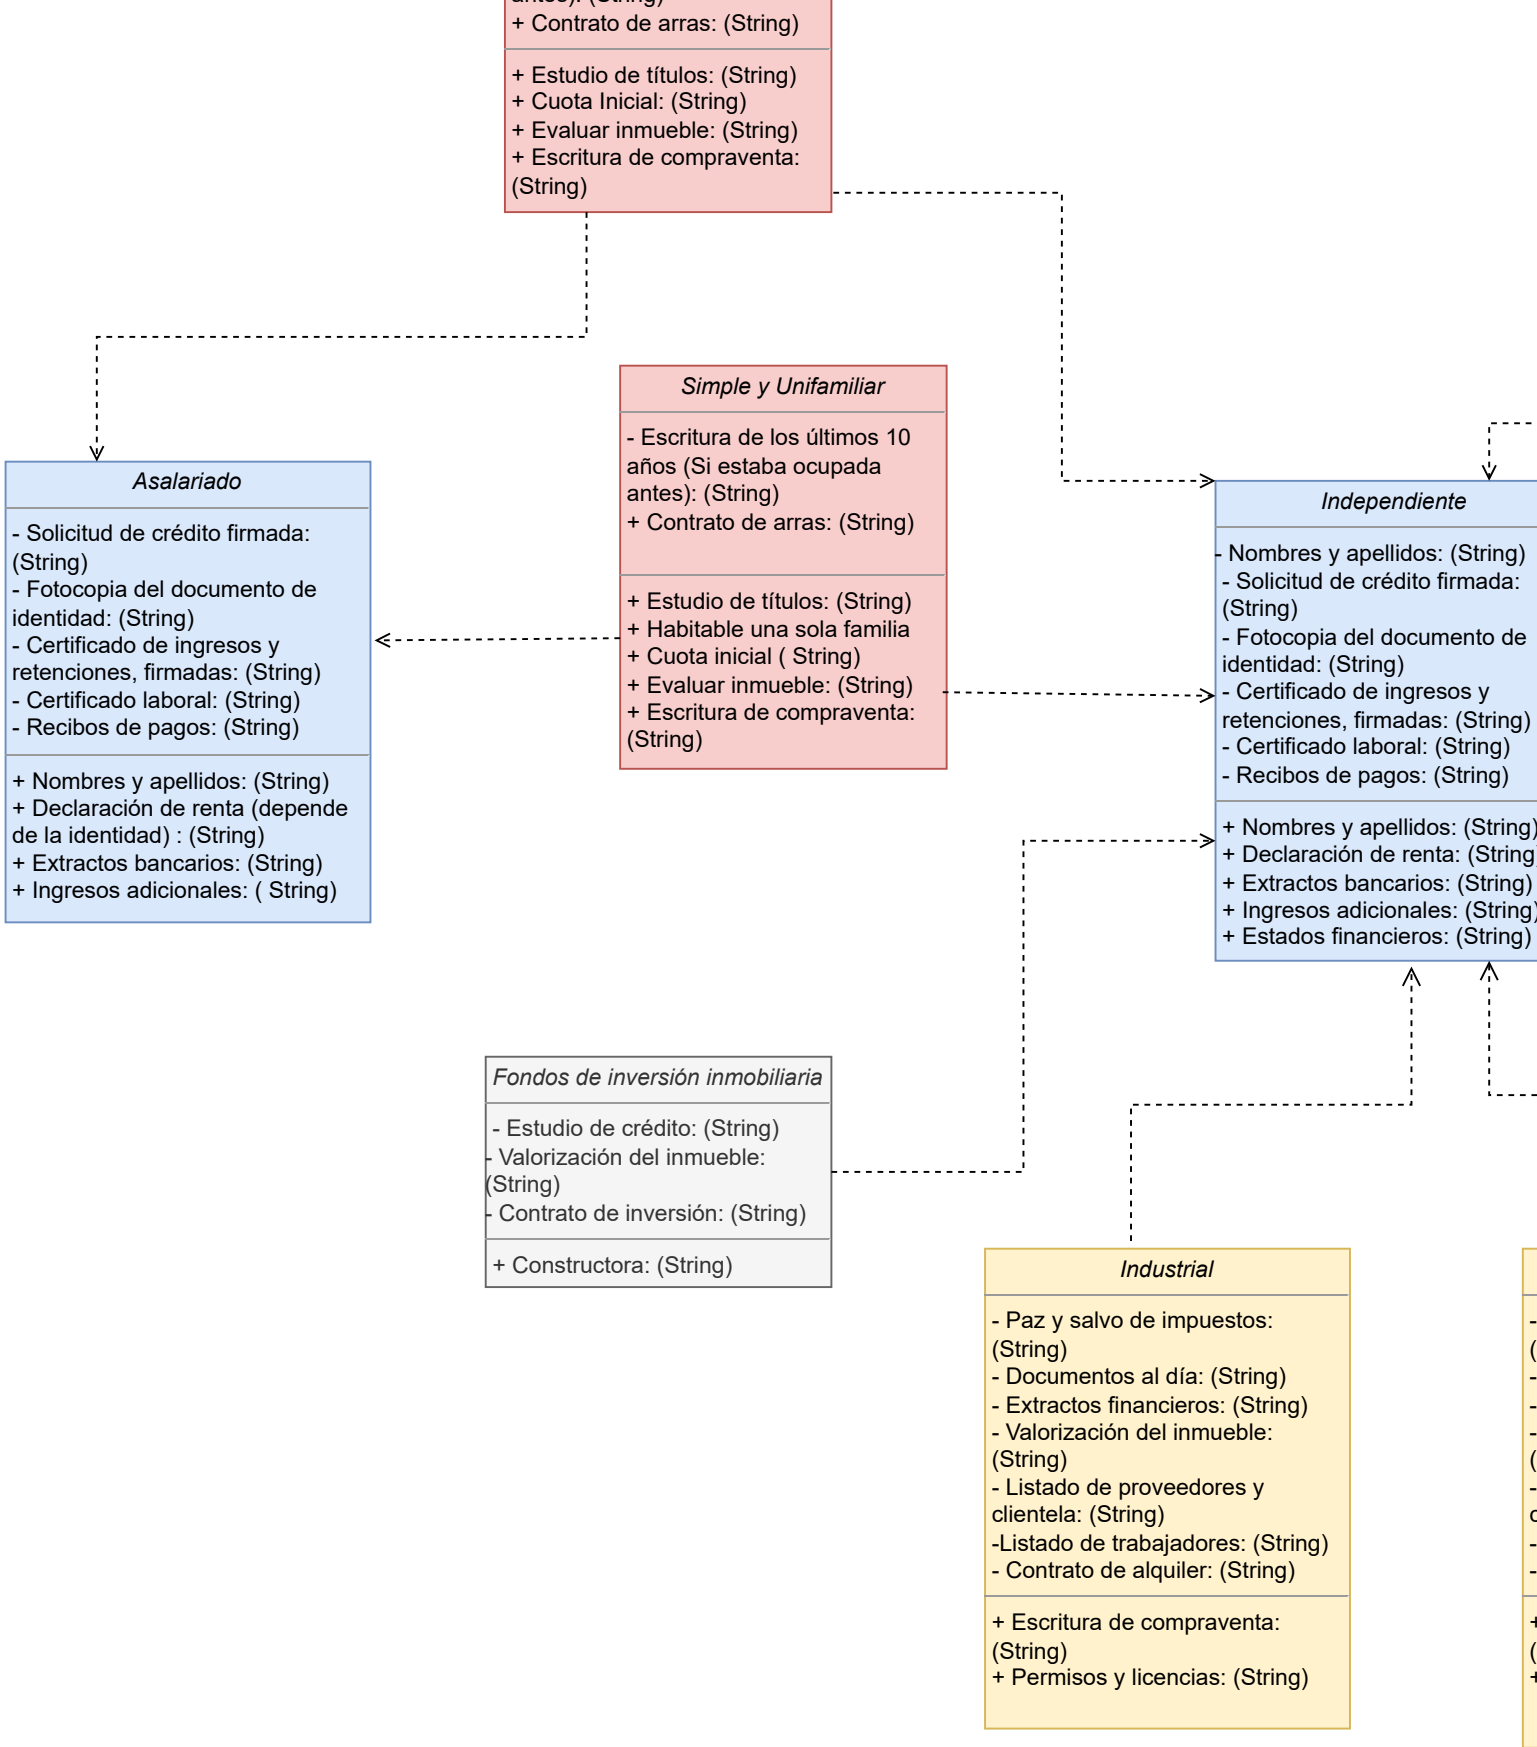 antes): (String)
+ Contrato de arras: (String)
+ Estudio de títulos: (String)
+ Cuota Inicial: (String)
+ Evaluar inmueble: (String)
+ Escritura de compraventa:
(String)
Simple y Unifamiliar
- Escritura de los últimos 10
años (Si estaba ocupada
antes): (String)
+ Contrato de arras: (String)
+ Estudio de títulos: (String)
+ Habitable una sola familia
+ Cuota inicial ( String)
+ Evaluar inmueble: (String)
+ Escritura de compraventa:
(String)
Asalariado
- Solicitud de crédito firmada:
(String)
- Fotocopia del documento de
identidad: (String)
- Certificado de ingresos y
retenciones, firmadas: (String)
- Certificado laboral: (String)
- Recibos de pagos: (String)
+ Nombres y apellidos: (String)
+ Declaración de renta (depende
de la identidad) : (String)
+ Extractos bancarios: (String)
+ Ingresos adicionales: ( String)
Independiente
- Nombres y apellidos: (String)
- Solicitud de crédito firmada:
(String)
- Fotocopia del documento de
identidad: (String)
- Certificado de ingresos y
retenciones, firmadas: (String)
- Certificado laboral: (String)
- Recibos de pagos: (String)
+ Nombres y apellidos: (String)
+ Declaración de renta: (String
+ Extractos bancarios: (String)
+ Ingresos adicionales: (String)
+ Estados financieros: (String)
Fondos de inversión inmobiliaria
- Estudio de crédito: (String)
- Valorización del inmueble:
(String)
- Contrato de inversión: (String)
+ Constructora: (String)
Industrial
- Paz y salvo de impuestos:
(String)
- Documentos al día: (String)
- Extractos financieros: (String)
- Valorización del inmueble:
(String)
- Listado de proveedores y
clientela: (String)
-Listado de trabajadores: (String)
- Contrato de alquiler: (String)
+ Escritura de compraventa:
(String)
+ Permisos y licencias: (String)